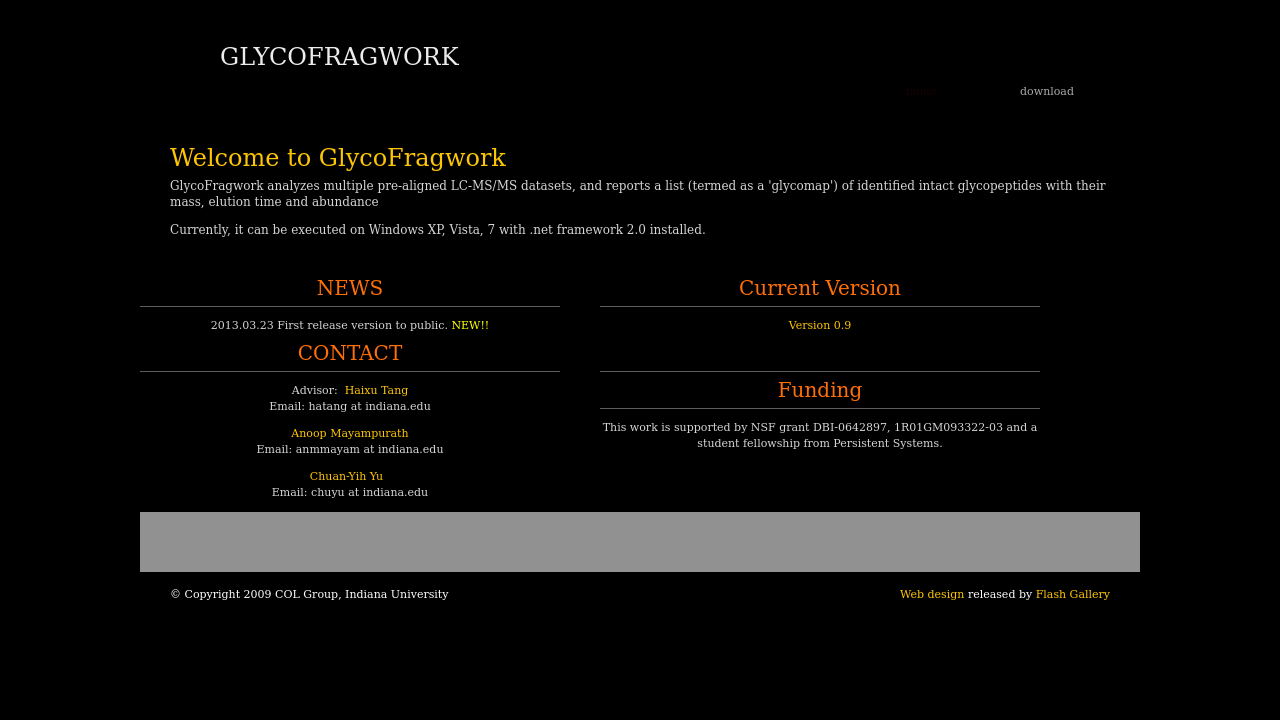 GLYCOFRAGWORK
home
download
Welcome to GlycoFragwork
GlycoFragwork analyzes multiple pre-aligned LC-MS/MS datasets, and reports a list (termed as a 'glycomap') of identified intact glycopeptides with their
mass, elution time and abundance
Currently, it can be executed on Windows XP, Vista, 7 with .net framework 2.0 installed.
NEWS
2013.03.23 First release version to public. NEW!!
CONTACT
Advisor:  Haixu Tang
Email: hatang at indiana.edu
Anoop Mayampurath
Email: anmmayam at indiana.edu
Chuan-Yih Yu
Email: chuyu at indiana.edu
Current Version
Version 0.9
Funding
This work is supported by NSF grant DBI-0642897, 1R01GM093322-03 and a
student fellowship from Persistent Systems.
© Copyright 2009 COL Group, Indiana University
Web design released by Flash Gallery